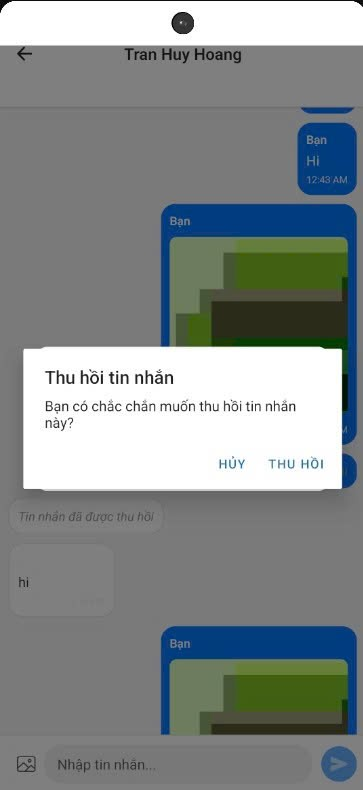 Tran Huy Hoang
Bạn
Hi
12:43 AM
Bạn
Thu hồi tin nhắn
Bạn có chắc chắn muốn thu hồi tin nhắn
này?
HỦY
THU HỒI
Tin nhắn đã được thu hồi
hi
Bạn
Nhập tin nhắn...